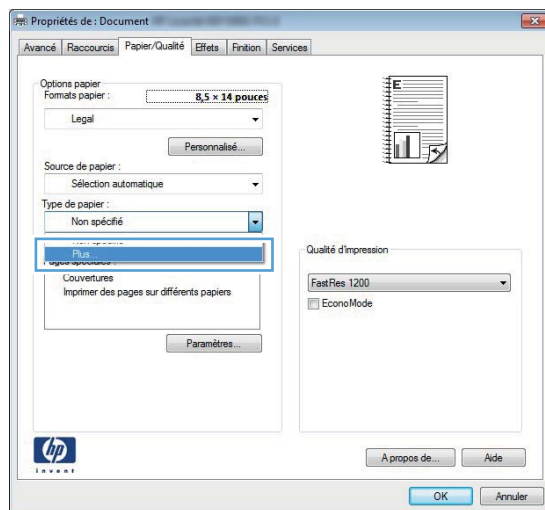 Propriétés de : Document
Avancé Raccourcis Papier/Qualité Effets Finition Services
Options papier
Formats papier :
8,5 × 14 pouces
Legal
Personnalisé...
Source de papier :
Sélection automatique
Type de papier :
Non spécifié
Plus...
Couvertures
Imprimer des pages sur différents papiers
Paramètres...
E
Qualité d'impression
FastRes 1200
EconoMode
hp
invent
A propos de...
Aide
OK
Annuler